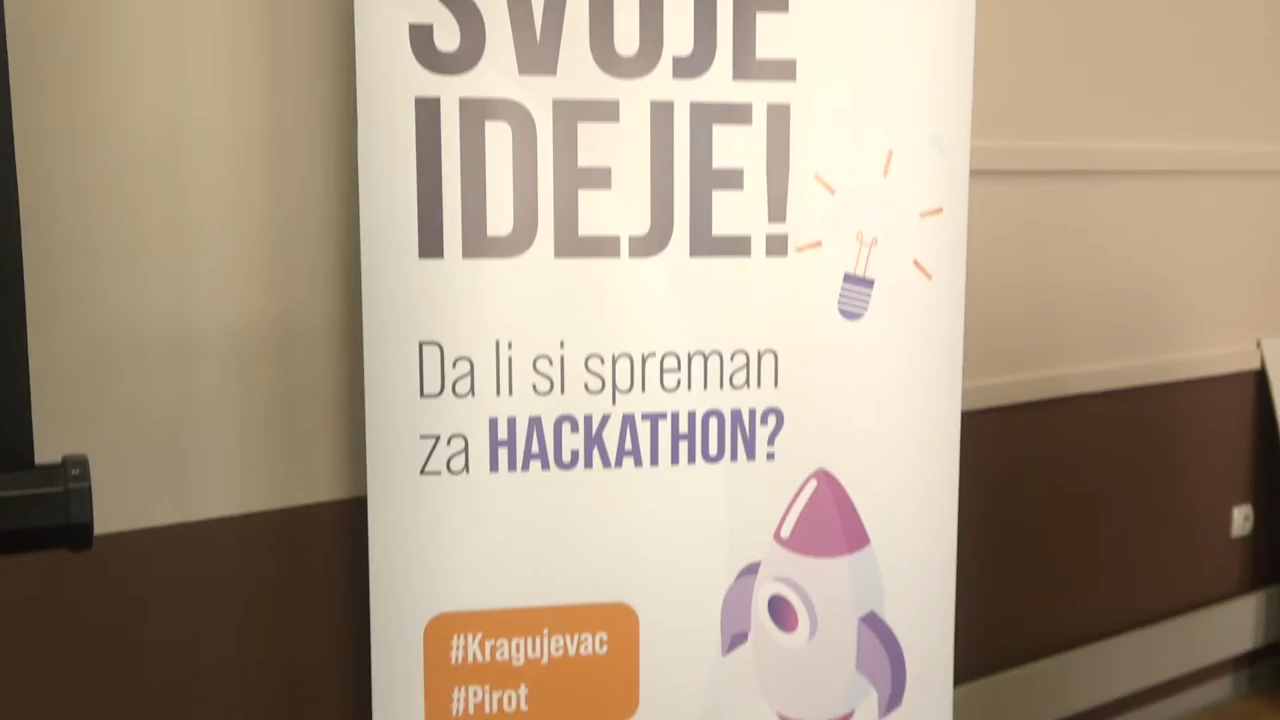 SVOJE
IDEJE!
Da li si spreman
za HACKATHON?
#Kragujevac
#Pirot